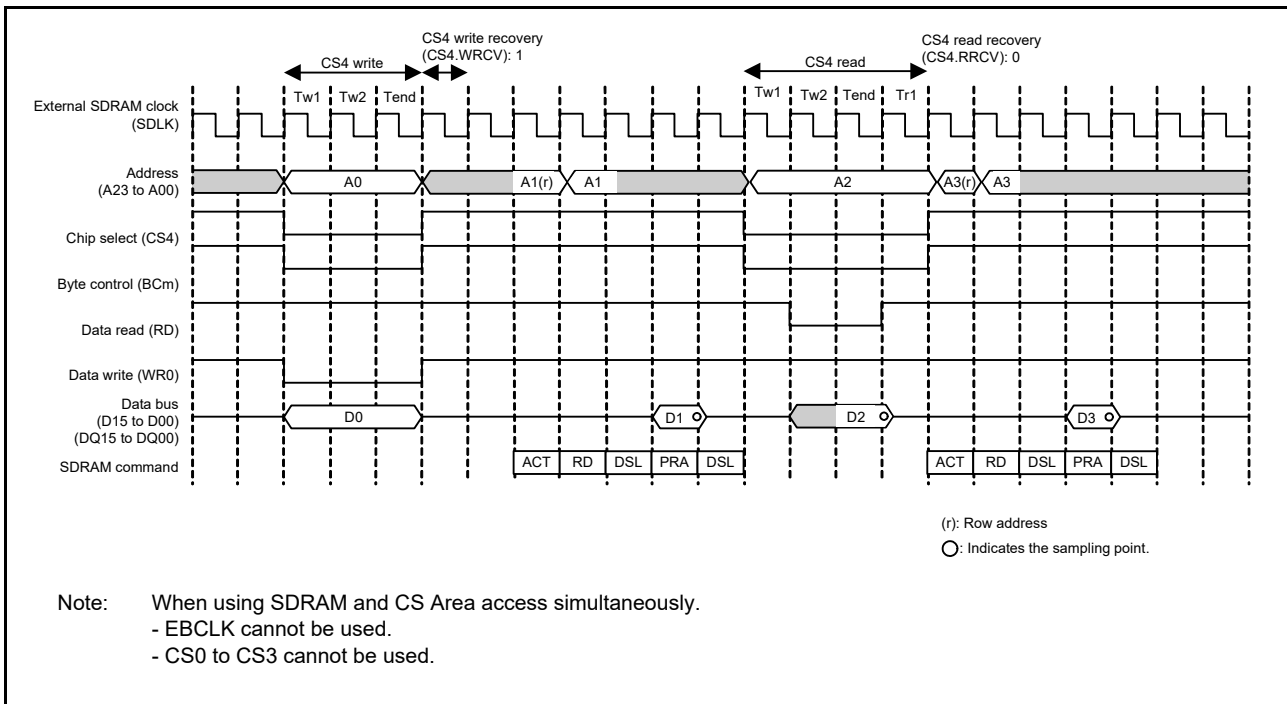 CS4 write recovery
(CS4.WRCV): 1
CS4 read recovery
(CS4.RRCV): 0
CS4 write
CS4 read
Tw1 Tw2 Tend
Tw1 Tw2 Tend Tr1
External SDRAM clock
(SDLK)
Address
(A23 to A00)
A0 A1(r) A1 A2 A3(r) A3
Chip select (CS4)
Byte control (BCm)
Data read (RD)
Data write (WR0)
Data bus
(D15 to D00)
(DQ15 to DQ00)
D0 D1 D2 D3
SDRAM command
ACT RD DSL PRA DSL
ACT RD DSL PRA DSL
(r): Row address
O: Indicates the sampling point.
Note: When using SDRAM and CS Area access simultaneously.
- EBCLK cannot be used.
- CS0 to CS3 cannot be used.